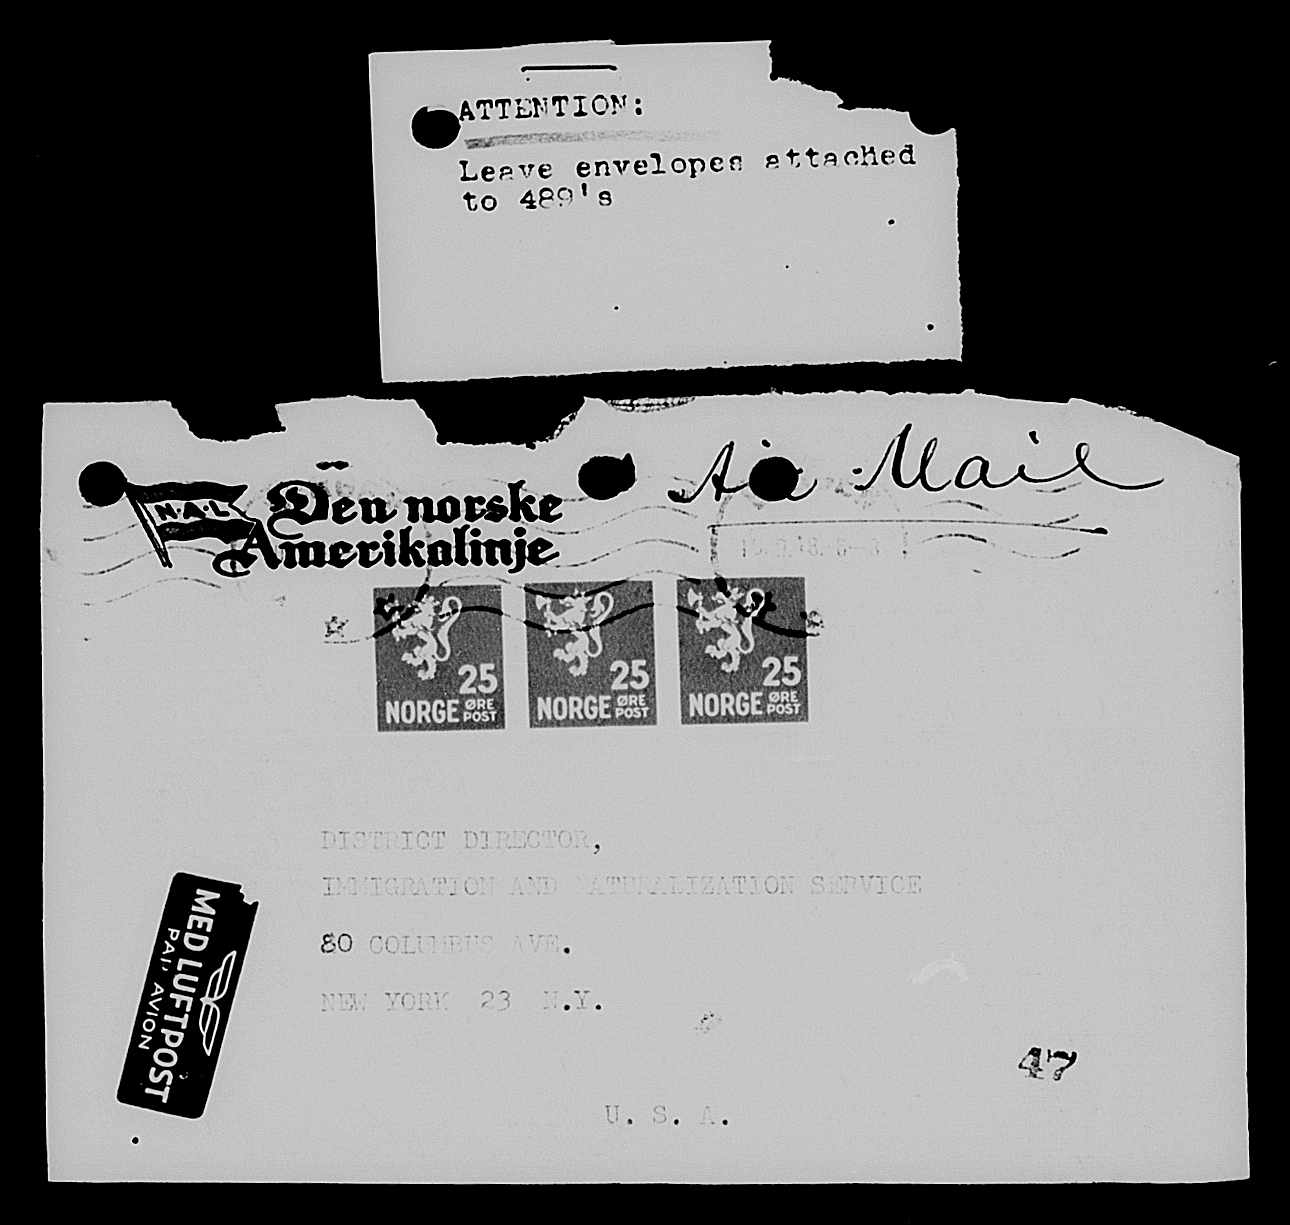 ATTENTION:
Leave envelopes attached
to 489's
Air Mail
N.A.L
Den norske
Amerikalinje
25 NORGE ØRE POST
25 NORGE ØRE POST
25 NORGE ØRE POST
DISTRICT DIRECTOR,
IMMIGRATION AND NATURALIZATION SERVICE
80 COLUMBUS AVE.
NEW YORK 23 N.Y.
MED LUFTPOST
PAR AVION
47
U. S. A.